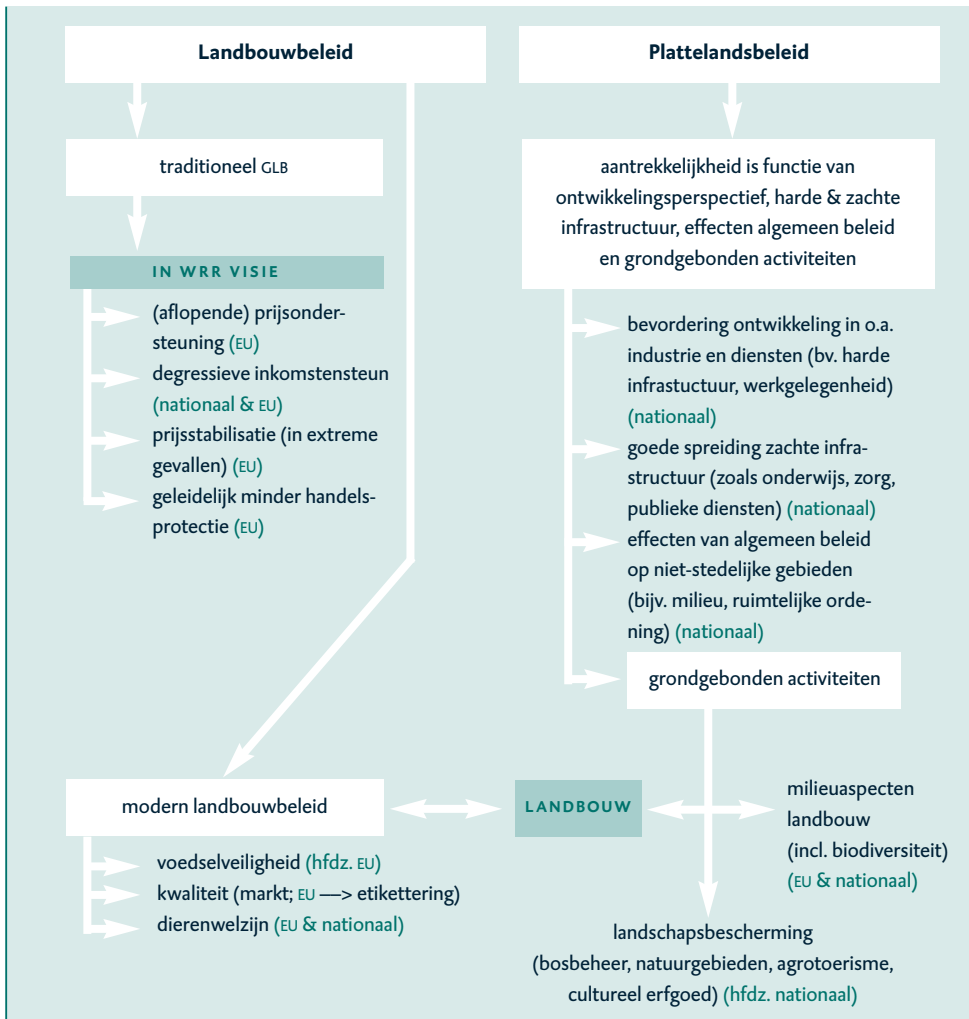 Landbouwbeleid
traditioneel GLB
IN WRR VISIE
(aflopende) prijsonder-
steuning (EU)
degressieve inkomstensteun
(nationaal & EU)
prijsstabilisatie (in extreme
gevallen) (EU)
geleidelijk minder handels-
protectie (EU)
modern landbouwbeleid
voedselveiligheid (hfdz. EU)
kwaliteit (markt; EU —–> etikettering)
dierenwelzijn (EU & nationaal)
Plattelandsbeleid
aantrekkelijkheid is functie van
ontwikkelingsperspectief, harde & zachte
infrastructuur, effecten algemeen beleid
en grondgebonden activiteiten
bevordering ontwikkeling in o.a.
industrie en diensten (bv. harde
infrastuctuur, werkgelegenheid)
(nationaal)
goede spreiding zachte infra-
structuur (zoals onderwijs, zorg,
publieke diensten) (nationaal)
effecten van algemeen beleid
op niet-stedelijke gebieden
(bijv. milieu, ruimtelijke orde-
ning) (nationaal)
grondgebonden activiteiten
LANDBOUW
milieuaspecten
landbouw
(incl. biodiversiteit)
(EU & nationaal)
landschapsbescherming
(bosbeheer, natuurgebieden, agrotoerisme,
cultureel erfgoed) (hfdz. nationaal)